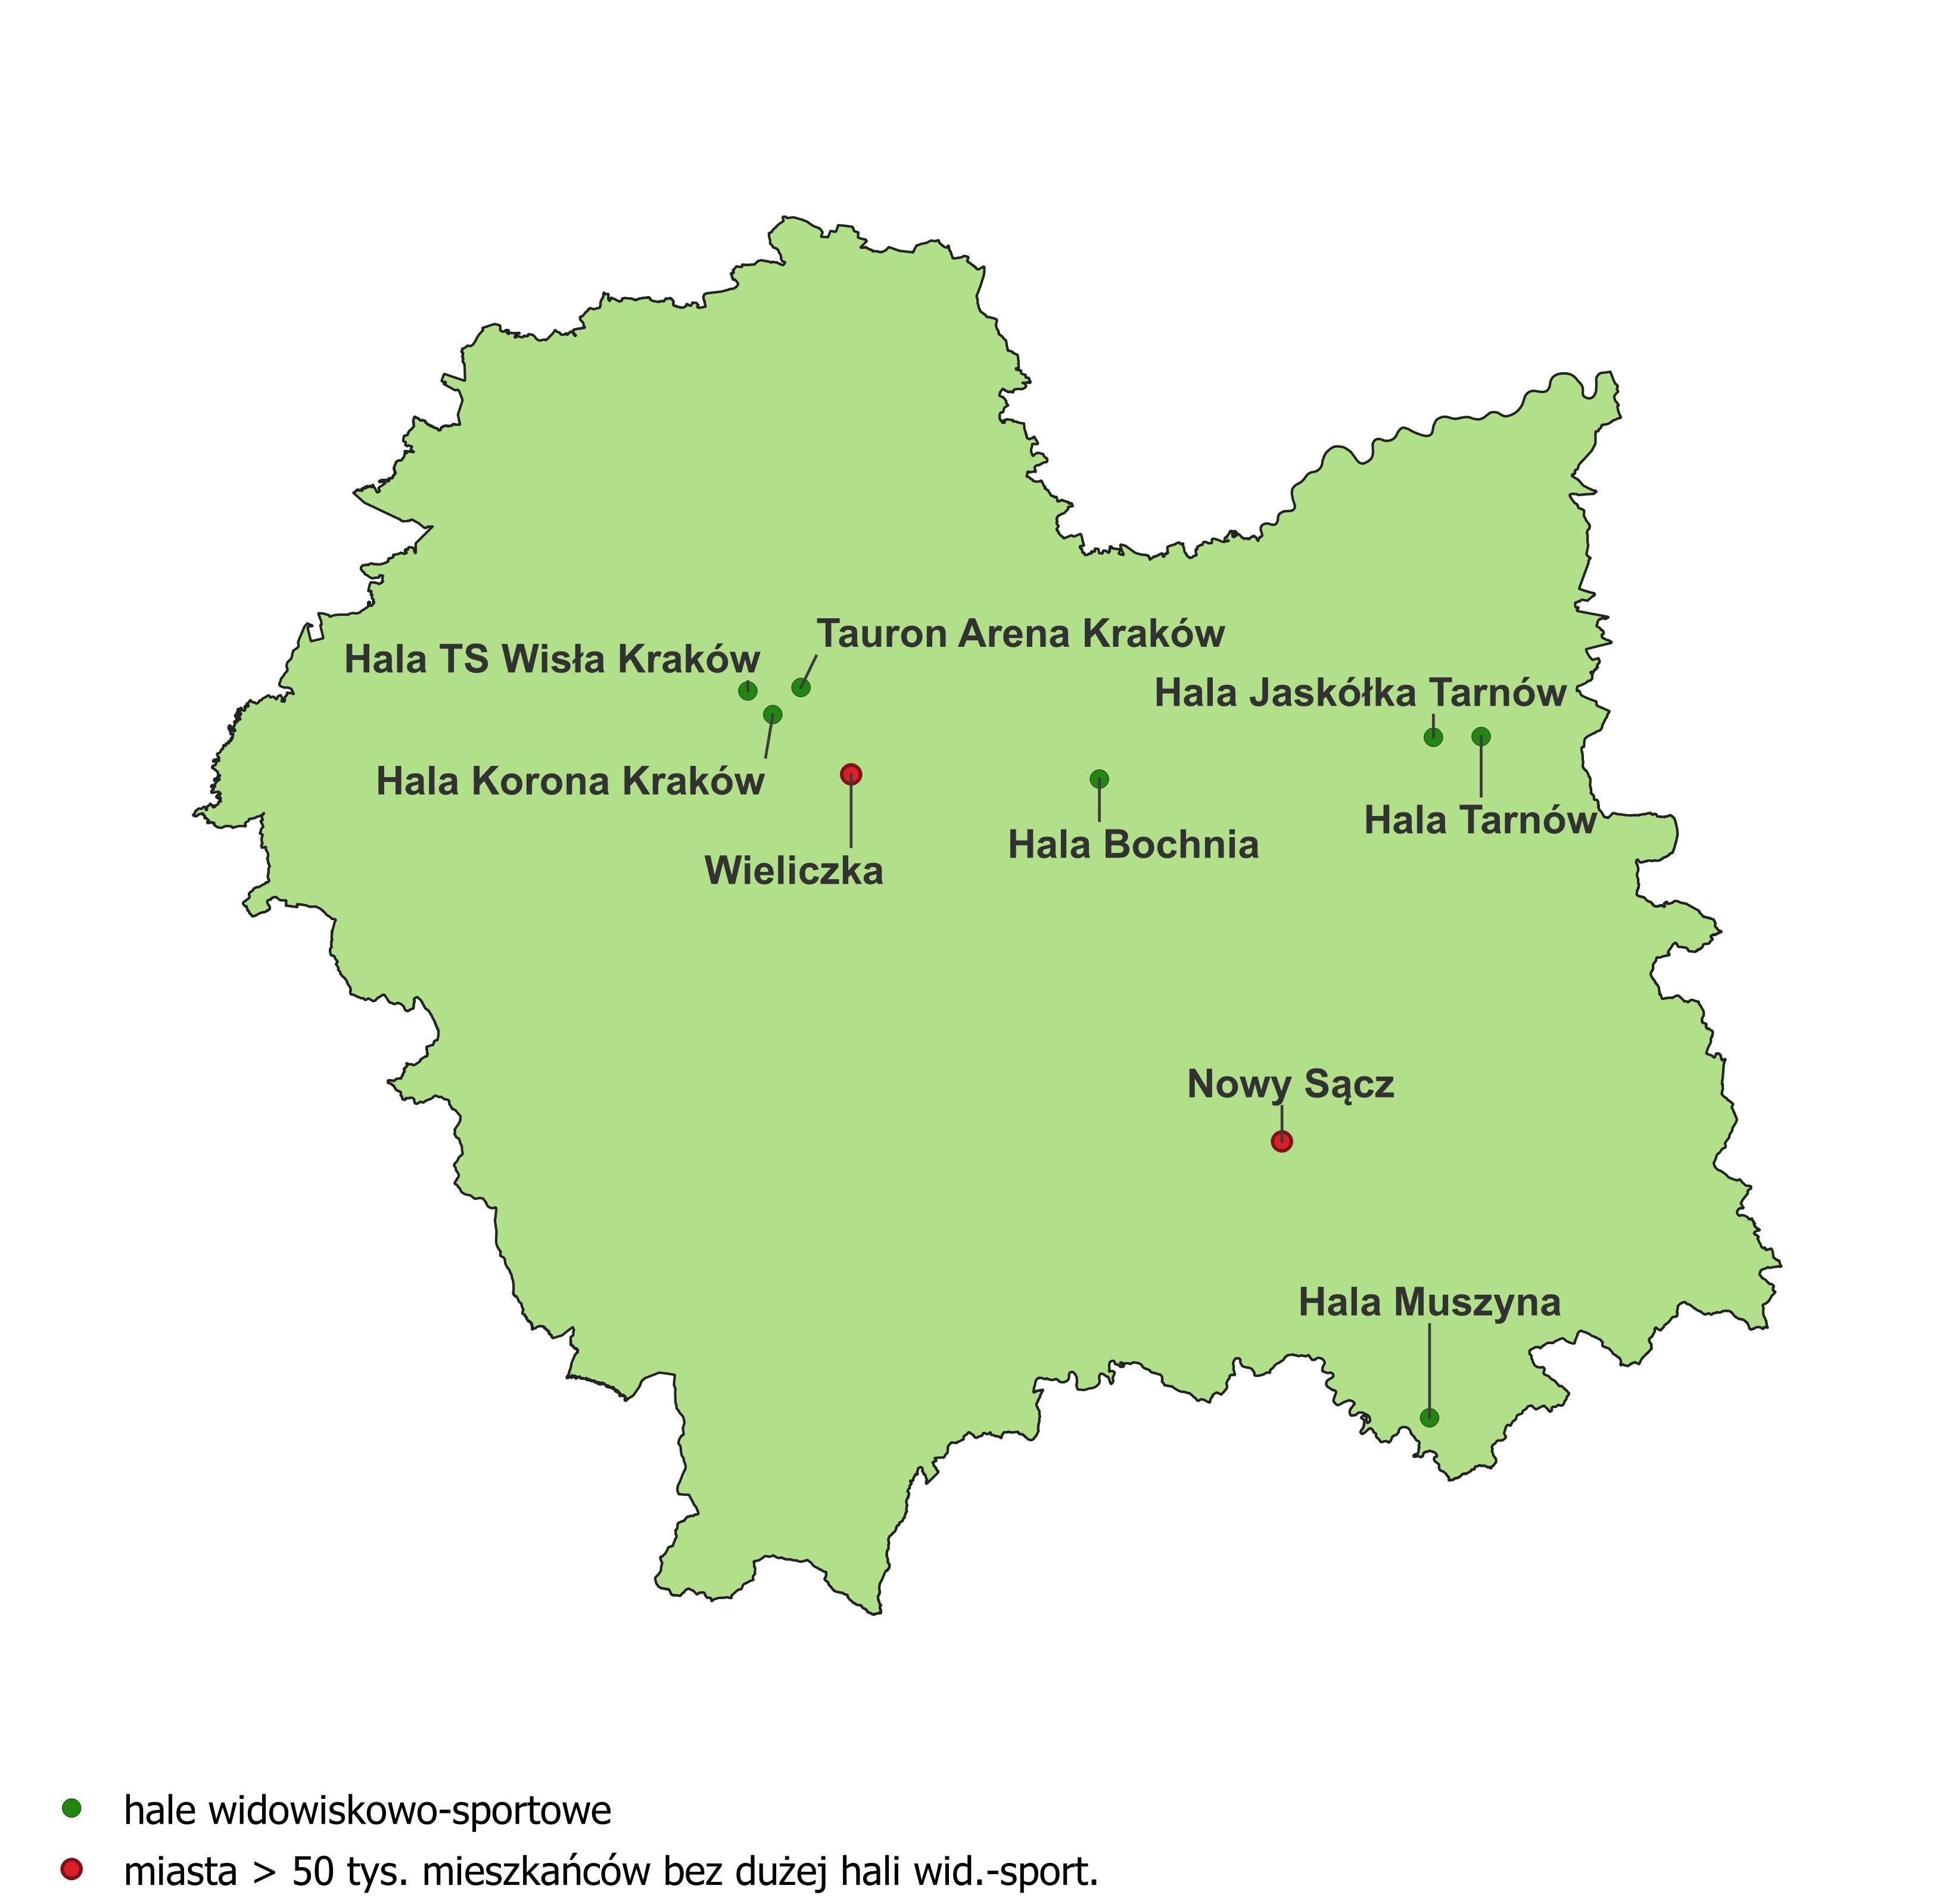 Tauron Arena Kraków
Hala TS Wisła Kraków
Hala Jaskółka Tarnów
Hala Korona Kraków
Hala Tarnów
Hala Bochnia
Wieliczka
Nowy Sącz
Hala Muszyna
hale widowiskowo-sportowe
miasta > 50 tys. mieszkańców bez dużej hali wid.-sport.